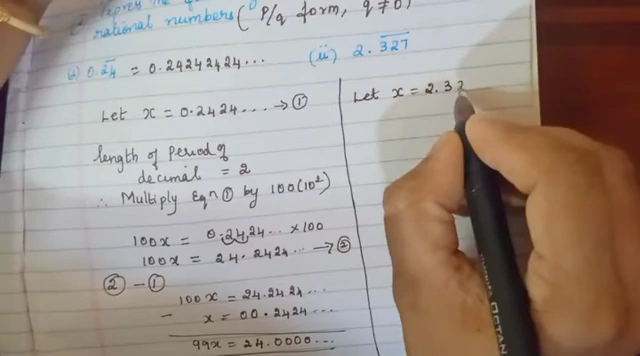 rational numbers (P/q form, q ≠ 0)
(i) 0.2̅4̅ = 0.24242424...
Let x = 0.2424.... → ①
length of Period of
decimal = 2
∴ Multiply Eqn ① by 100(10²)
100x = 0.2424... ×100
100x = 24.2424... → ②
② - ①
100x = 24.2424...
- x = 00.2424...
99x = 24.0000...
(ii) 2.3̅2̅7̅
Let x = 2.32